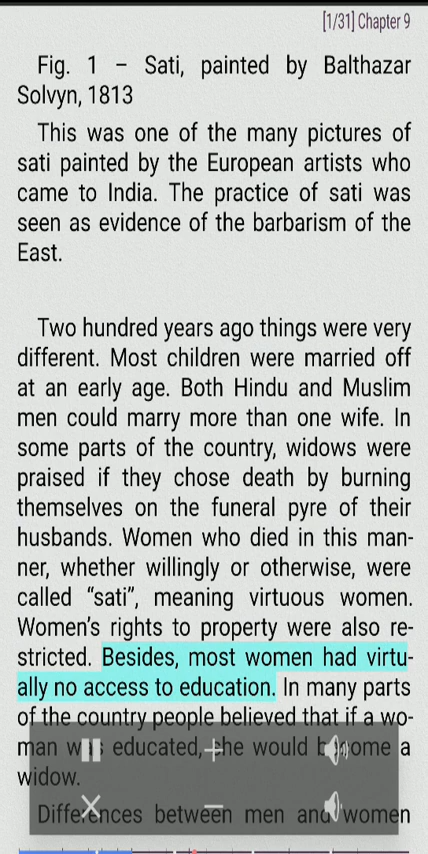 [1/31] Chapter 9
Fig. 1 – Sati, painted by Balthazar
Solvyn, 1813
This was one of the many pictures of
sati painted by the European artists who
came to India. The practice of sati was
seen as evidence of the barbarism of the
East.
Two hundred years ago things were very
different. Most children were married off
at an early age. Both Hindu and Muslim
men could marry more than one wife. In
some parts of the country, widows were
praised if they chose death by burning
themselves on the funeral pyre of their
husbands. Women who died in this man-
ner, whether willingly or otherwise, were
called “sati”, meaning virtuous women.
Women’s rights to property were also re-
stricted. Besides, most women had virtu-
ally no access to education. In many parts
of the country people believed that if a wo-
man was educated, she would become a
widow.
Differences between men and women